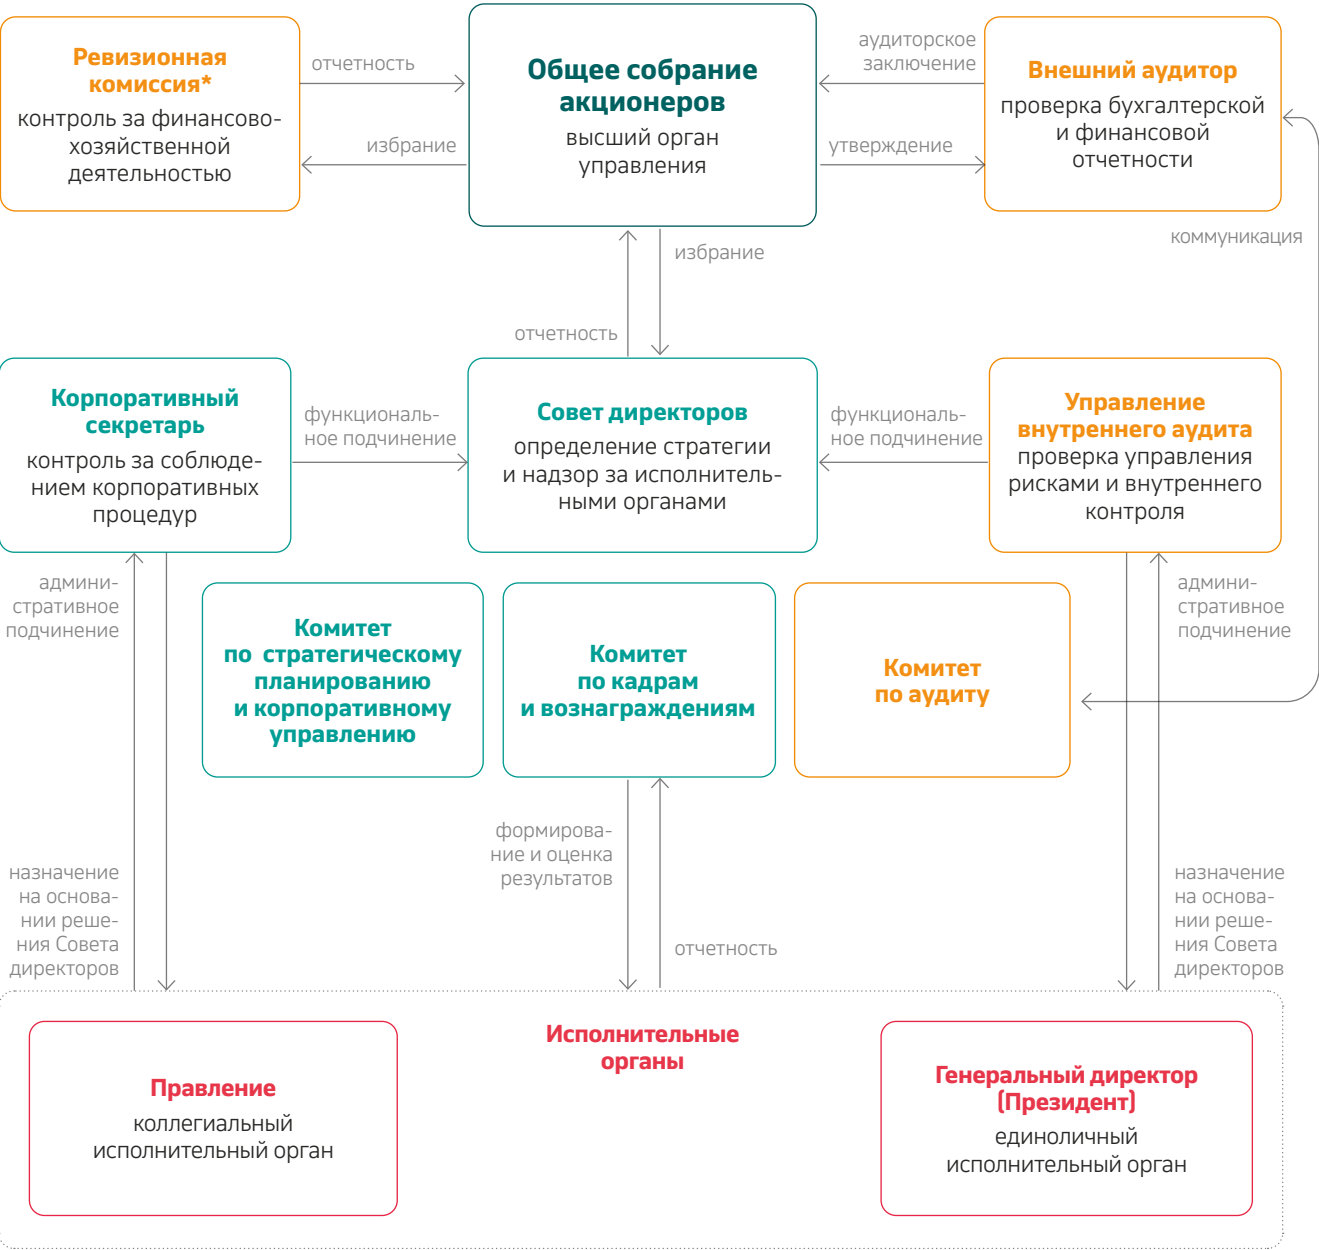 Ревизионная
комиссия*
контроль за финансово-
хозяйственной
деятельностью
отчетность
избрание
Общее собрание
акционеров
высший орган
управления
аудиторское
заключение
утверждение
Внешний аудитор
проверка бухгалтерской
и финансовой
отчетности
коммуникация
избрание
отчетность
Корпоративный
секретарь
контроль за соблюде-
нием корпоративных
процедур
функциональ-
ное подчинение
Совет директоров
определение стратегии
и надзор за исполнитель-
ными органами
функциональ-
ное подчинение
Управление
внутреннего аудита
проверка управления
рисками и внутреннего
контроля
админи-
стративное
подчинение
Комитет
по стратегическому
планированию
и корпоративному
управлению
Комитет
по кадрам
и вознаграждениям
Комитет
по аудиту
админи-
стративное
подчинение
формирова-
ние и оценка
результатов
назначение
на основа-
нии реше-
ния Совета
директоров
отчетность
назначение
на основа-
нии реше-
ния Совета
директоров
Исполнительные
органы
Правление
коллегиальный
исполнительный орган
Генеральный директор
(Президент)
единоличный
исполнительный орган